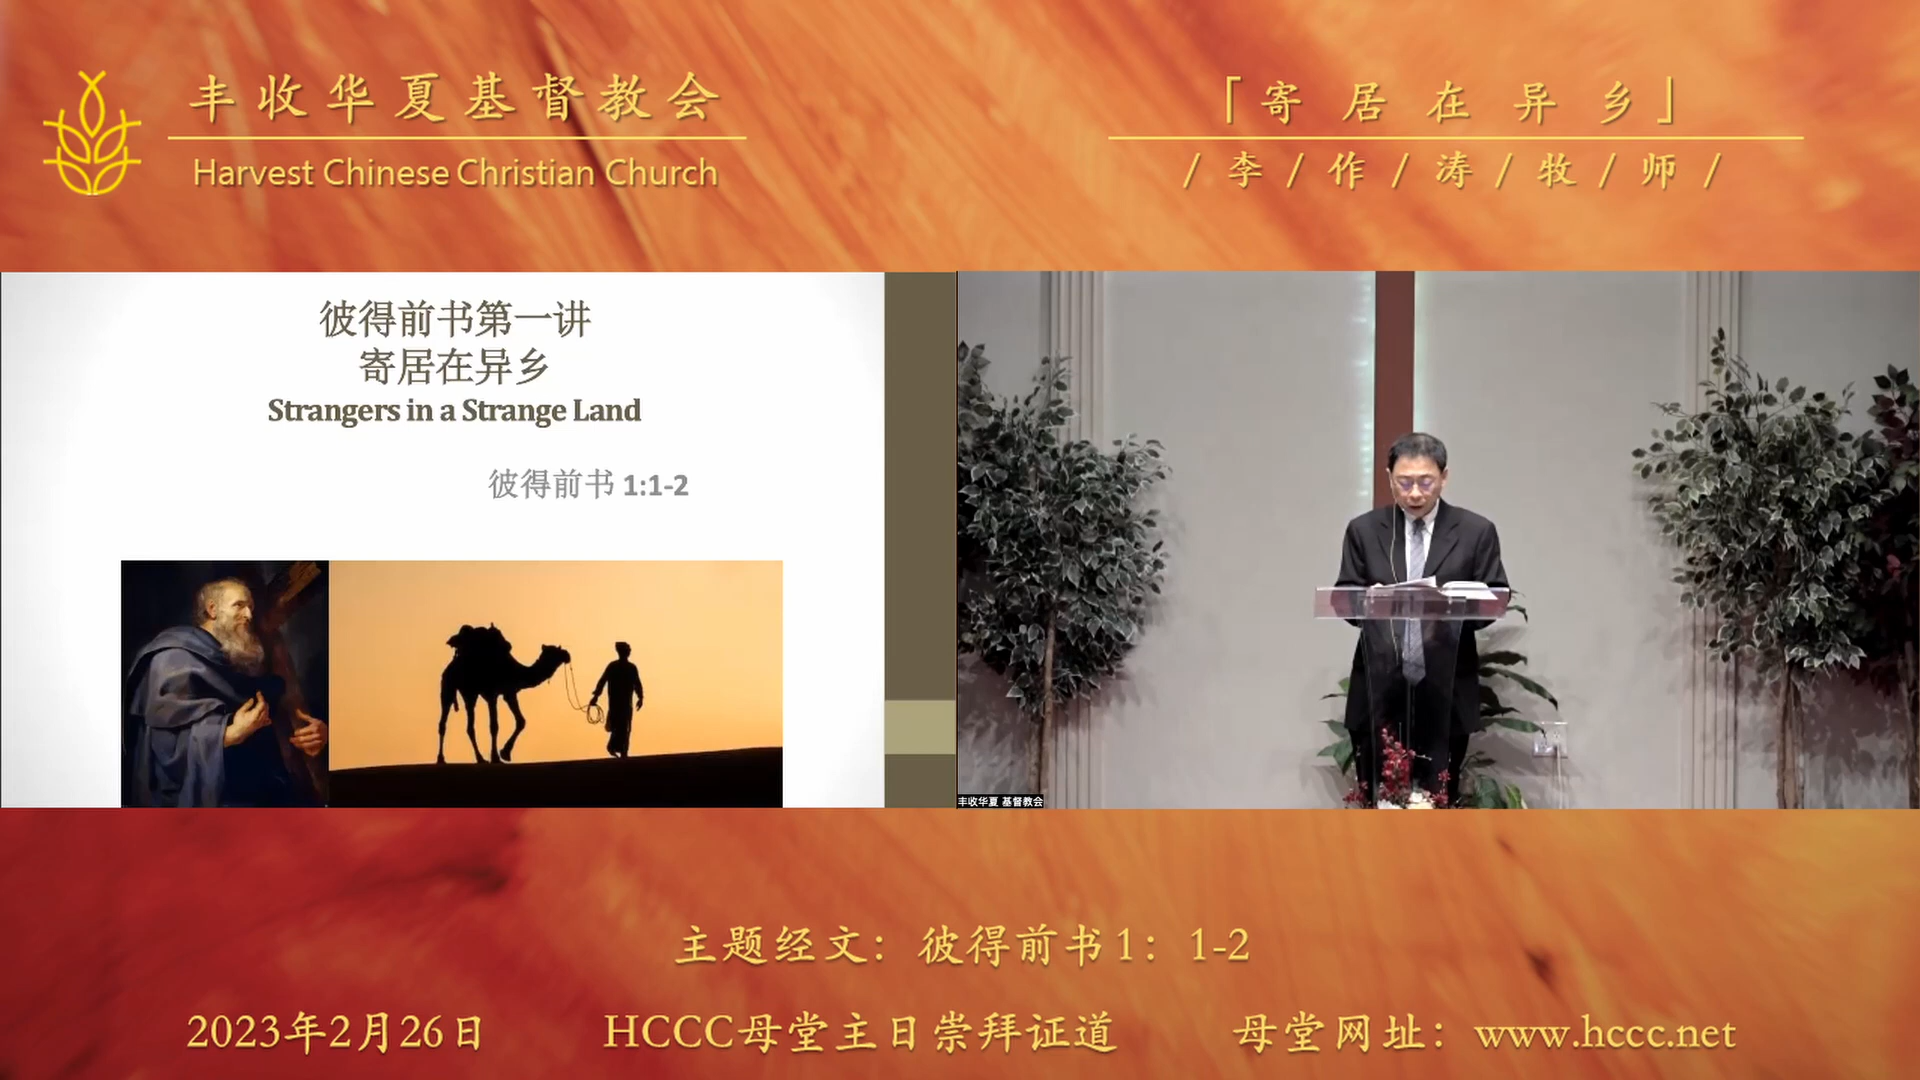 丰收华夏基督教会
Harvest Chinese Christian Church
「寄居在异乡」
/ 李 / 作 / 涛 / 牧 / 师 /
彼得前书第一讲
寄居在异乡
Strangers in a Strange Land
彼得前书 1:1-2
丰收华夏 基督教会
主题经文：彼得前书1：1-2
2023年2月26日
HCCC母堂主日崇拜证道
母堂网址：www.hccc.net